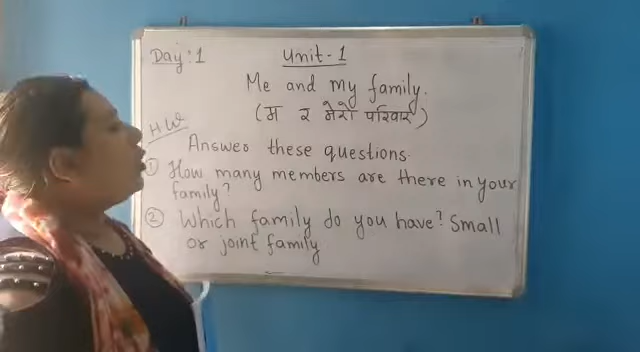 Day: 1
Unit-1
Me and my family.
(म र मेरो परिवार)
HW
Answer these questions.
① How many members are there in your
family?
② Which family do you have? Small
or joint family